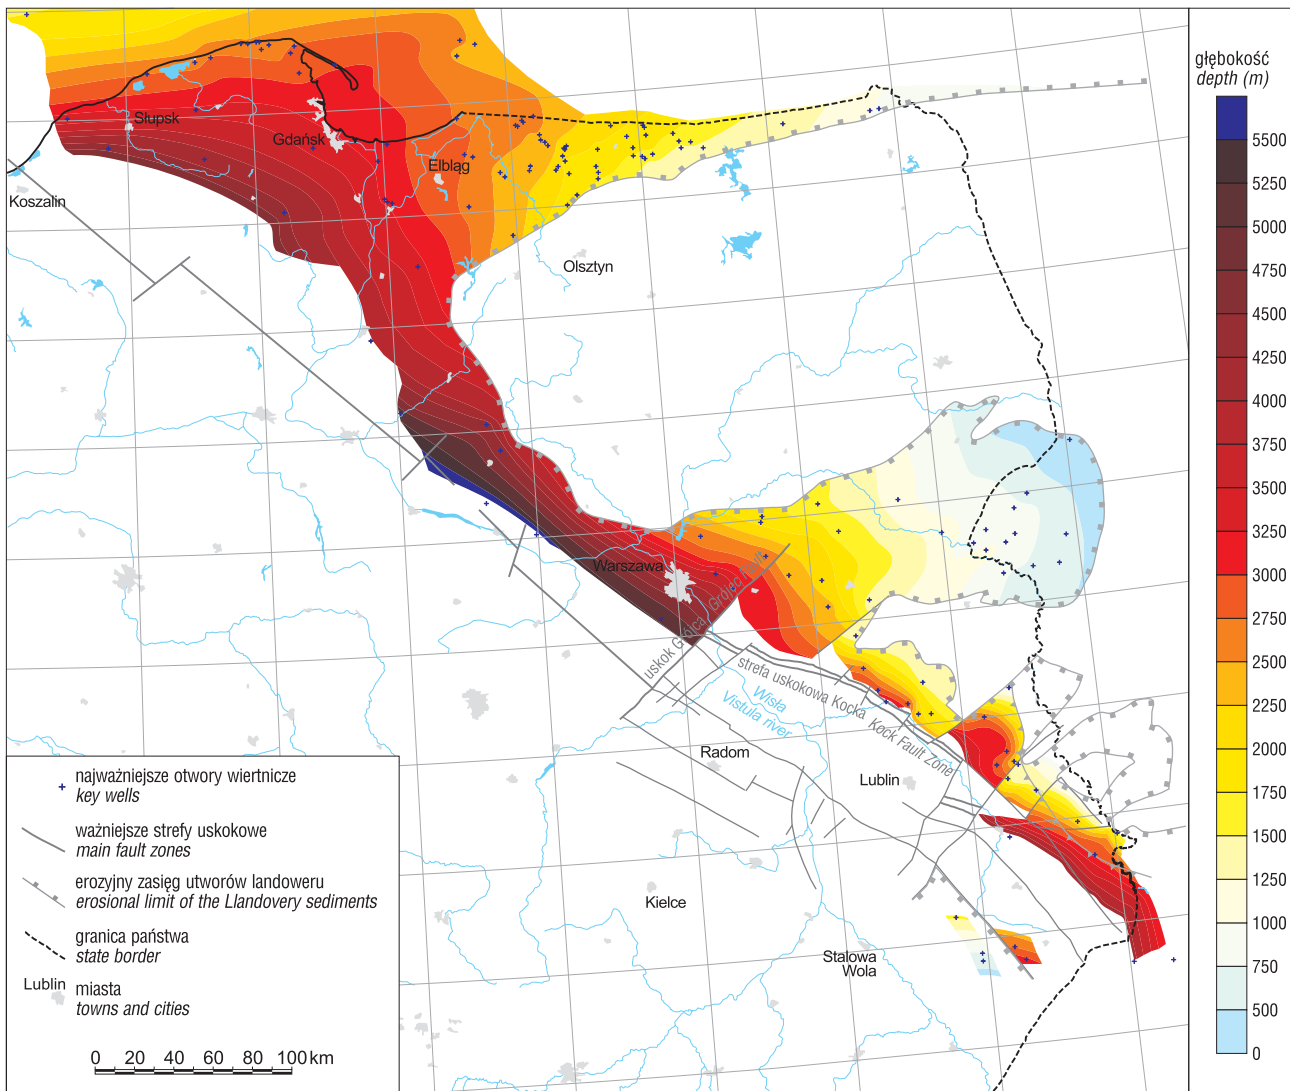 głębokość
depth (m)
5500
5250
5000
4750
4500
4250
4000
3750
3500
3250
3000
2750
2500
2250
2000
1750
1500
1250
1000
750
500
0
Słupsk
Gdańsk
Elbląg
Koszalin
Olsztyn
Warszawa
uskok Grójca Grójec fault
strefa uskokowa Kocka Kock Fault Zone
Wisła
Vistula river
Radom
Lublin
Kielce
Stalowa
Wola
najważniejsze otwory wiertnicze
key wells
ważniejsze strefy uskokowe
main fault zones
erozyjny zasięg utworów landoweru
erosional limit of the Llandovery sediments
granica państwa
state border
Lublin
miasta
towns and cities
0 20 40 60 80 100 km